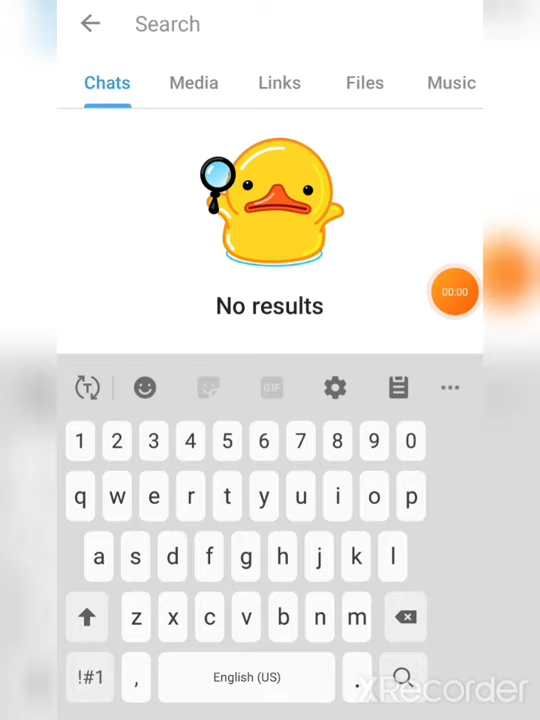 Search
Chats Media Links Files Music
No results
00:00
T GIF
1 2 3 4 5 6 7 8 9 0
q w e r t y u i o p
a s d f g h j k l
z x c v b n m
!#1 , English (US) .
XRecorder